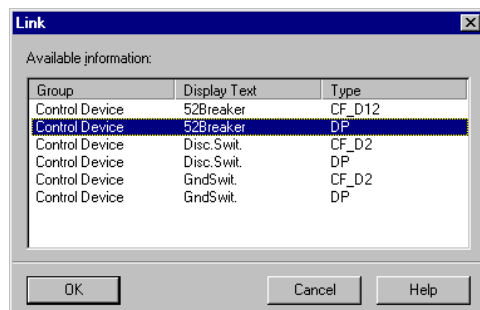 Link
Available information:
Group Display Text Type
Control Device 52Breaker CF_D12
Control Device 52Breaker DP
Control Device Disc.Swit. CF_D2
Control Device Disc.Swit. DP
Control Device GndSwit. CF_D2
Control Device GndSwit. DP
OK Cancel Help